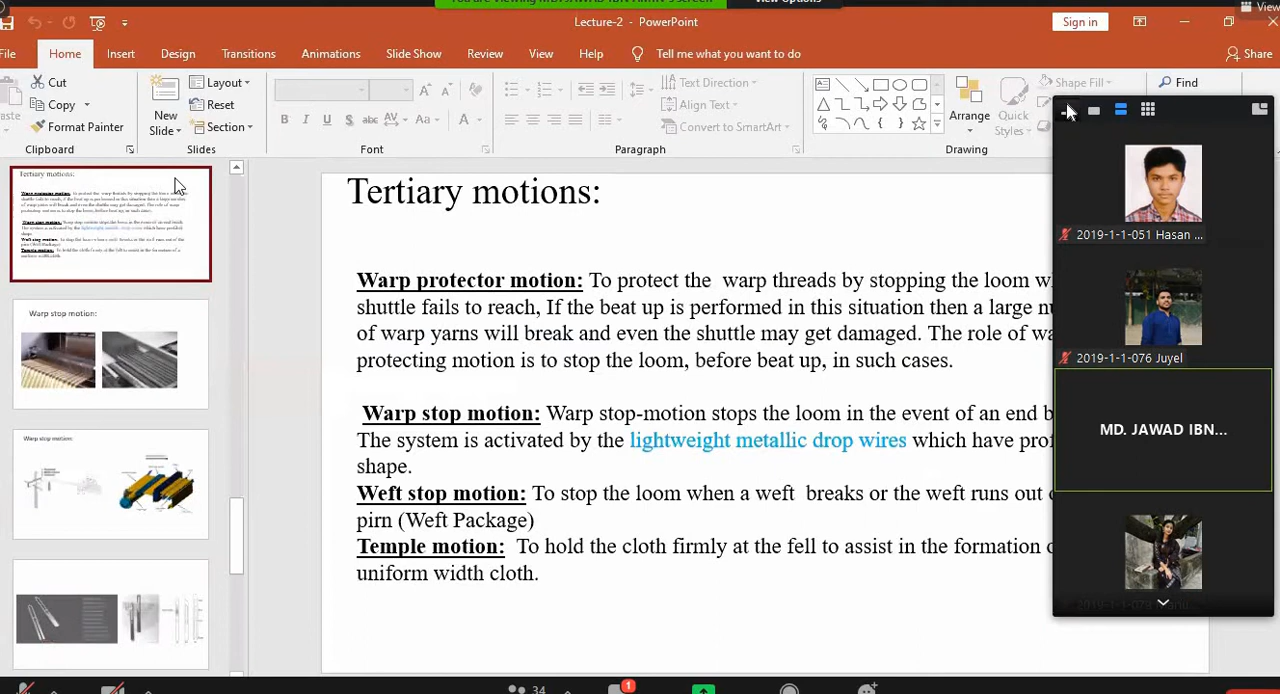 Lecture-2 - PowerPoint
Sign in
View
File Home Insert Design Transitions Animations Slide Show Review View Help Tell me what you want to do Share
Cut
Copy
Format Painter
Clipboard
New
Slide
Layout
Reset
Section
Slides
B I U S abc AV Aa A
Font
Text Direction
Align Text
Convert to SmartArt
Paragraph
Arrange
Quick
Styles
Shape Fill
Drawing
Find
Tertiary motions:
Warp stop motion:
Warp stop motion:
Tertiary motions:
Warp protector motion: To protect the warp threads by stopping the loom
shuttle fails to reach, If the beat up is performed in this situation then a large
of warp yarns will break and even the shuttle may get damaged. The role of
protecting motion is to stop the loom, before beat up, in such cases.
Warp stop motion: Warp stop-motion stops the loom in the event of an end
The system is activated by the lightweight metallic drop wires which have
shape.
Weft stop motion: To stop the loom when a weft breaks or the weft runs out
pirn (Weft Package)
Temple motion: To hold the cloth firmly at the fell to assist in the formation
uniform width cloth.
2019-1-1-051 Hasan ...
2019-1-1-076 Juyel
MD. JAWAD IBN...
34
1